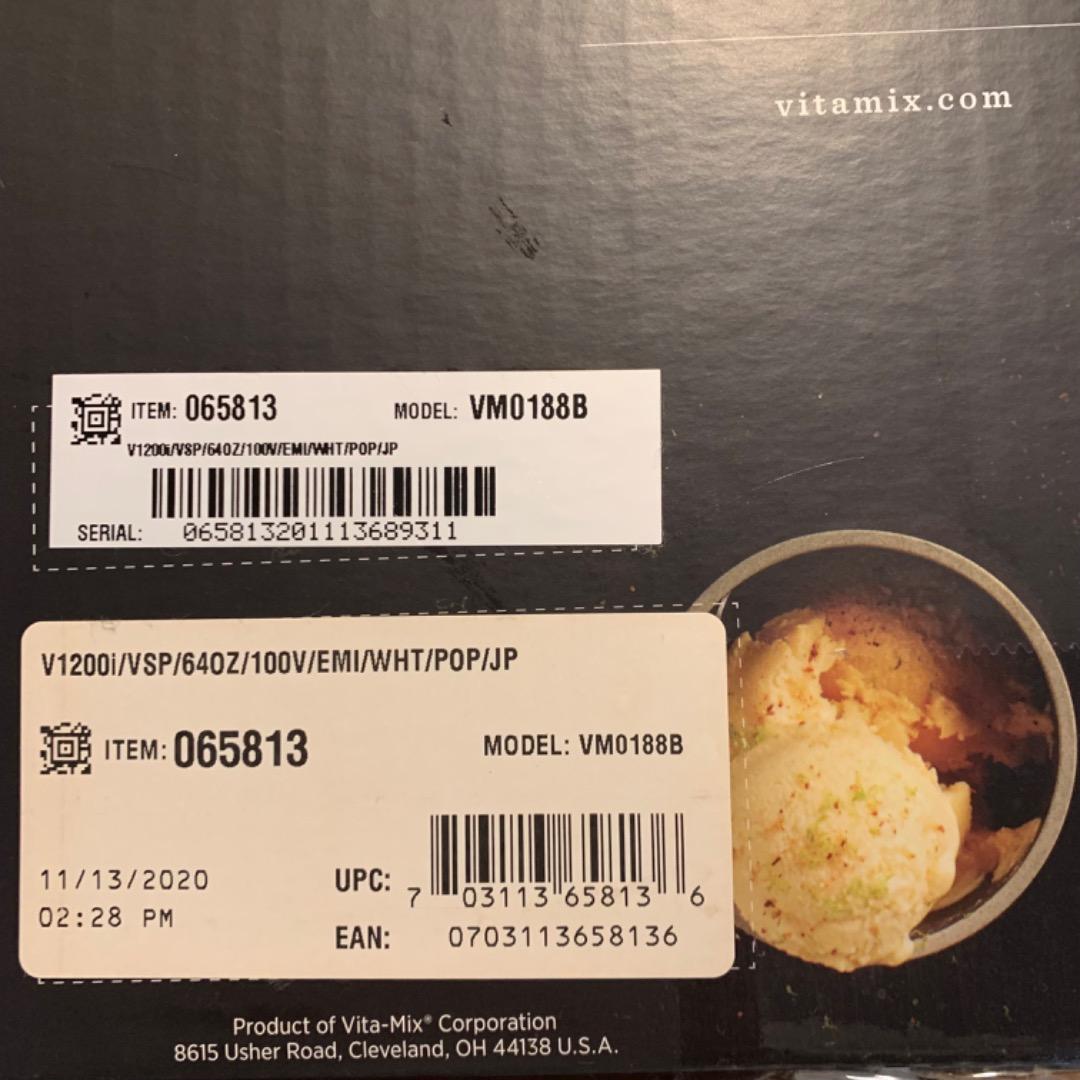 vitamix.com
ITEM: 065813 MODEL: VM0188B
V1200i/VSP/64OZ/100V/EMI/WHT/POP/JP
SERIAL: 065813201113689311
V1200i/VSP/64OZ/100V/EMI/WHT/POP/JP
ITEM: 065813 MODEL: VM0188B
11/13/2020
02:28 PM
UPC: 7 03113 65813 6
EAN: 0703113658136
Product of Vita-Mix® Corporation
8615 Usher Road, Cleveland, OH 44138 U.S.A.